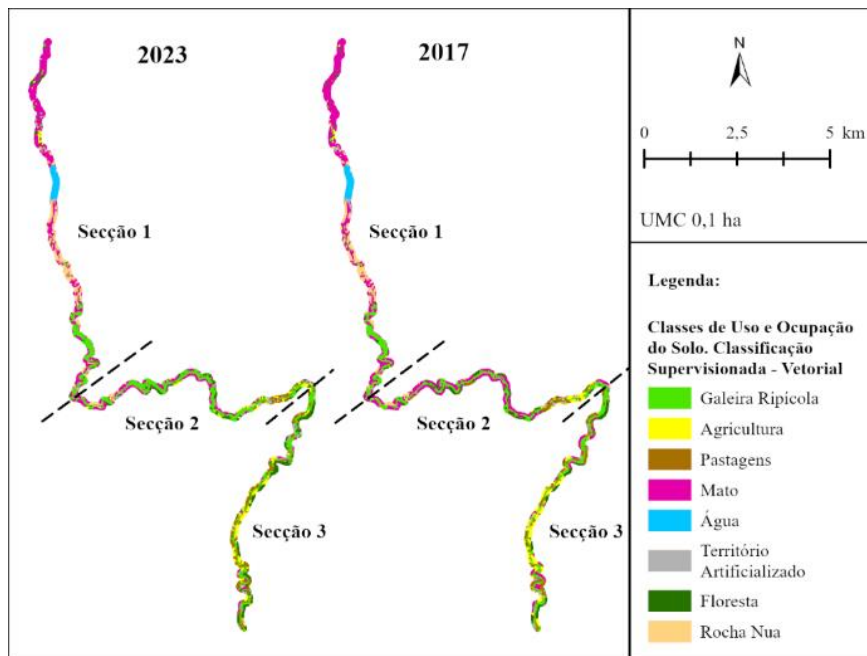 2023
2017
Secção 1
Secção 1
Secção 2
Secção 2
Secção 3
Secção 3
N
0 2,5 5 km
UMC 0,1 ha
Legenda:
Classes de Uso e Ocupação
do Solo. Classificação
Supervisionada - Vetorial
Galeira Ripicola
Agricultura
Pastagens
Mato
Água
Território
Artificializado
Floresta
Rocha Nua